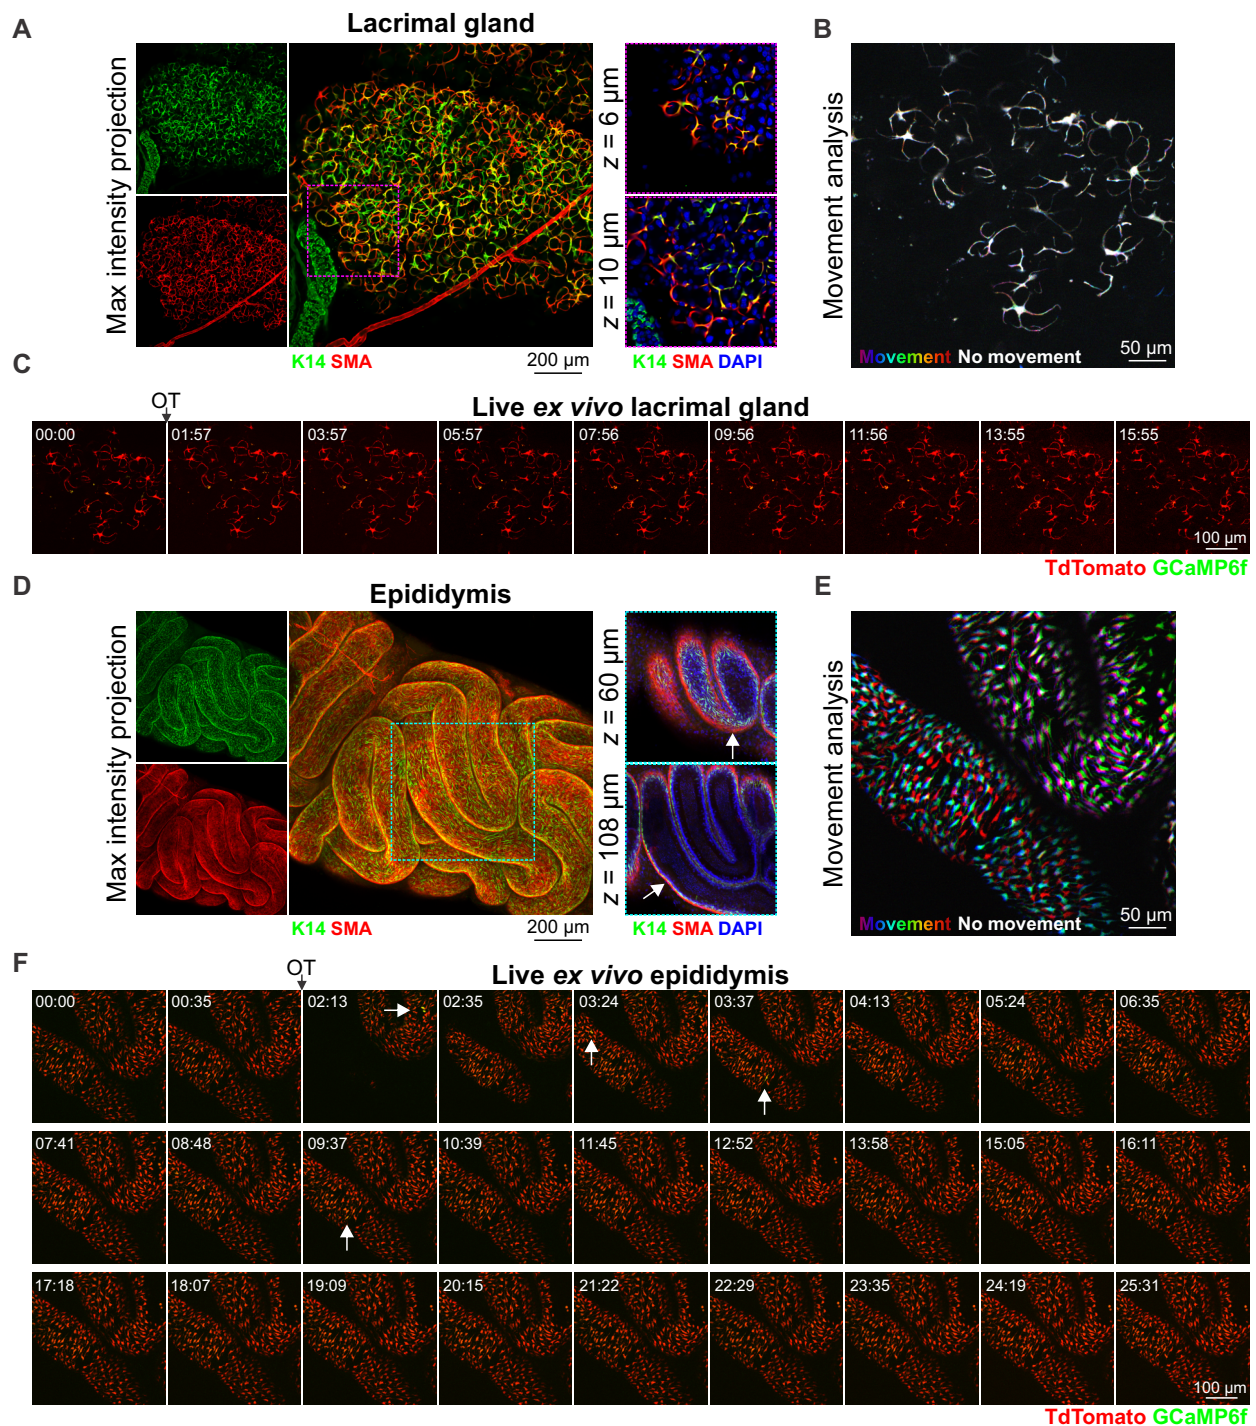 A
Lacrimal gland
B
Max intensity projection
z = 6 µm
z = 10 µm
K14 SMA
200 µm
K14 SMA DAPI
Movement analysis
Movement No movement
50 µm
C
OT
Live ex vivo lacrimal gland
00:00 01:57 03:57 05:57 07:56 09:56 11:56 13:55 15:55
100 µm
TdTomato GCaMP6f
D
Epididymis
E
Max intensity projection
z = 60 µm
z = 108 µm
K14 SMA
200 µm
K14 SMA DAPI
Movement analysis
Movement No movement
50 µm
F
OT
Live ex vivo epididymis
00:00 00:35 02:13 02:35 03:24 03:37 04:13 05:24 06:35
07:41 08:48 09:37 10:39 11:45 12:52 13:58 15:05 16:11
17:18 18:07 19:09 20:15 21:22 22:29 23:35 24:19 25:31
100 µm
TdTomato GCaMP6f